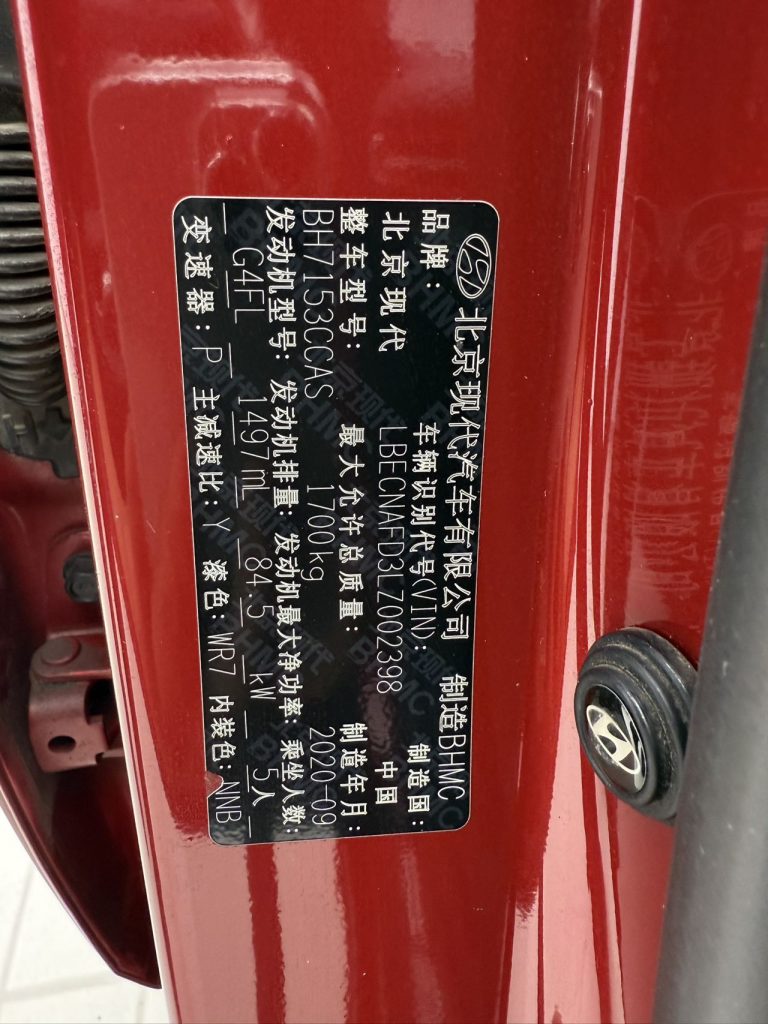 北京现代汽车有限公司 制造BHMC
品牌: 车辆识别代号(VIN): 制造国:
北京现代 LBECNAFD3LZ002398 中国
整车型号: 最大允许总质量: 制造年月:
BH7153CCAS 1700kg 2020-09
发动机型号: 发动机排量: 发动机最大净功率: 乘坐人数:
G4FL 1497mL 84.5 kW 5人
变速器: P 主减速比: Y 漆色: WR7 内装色: NNB